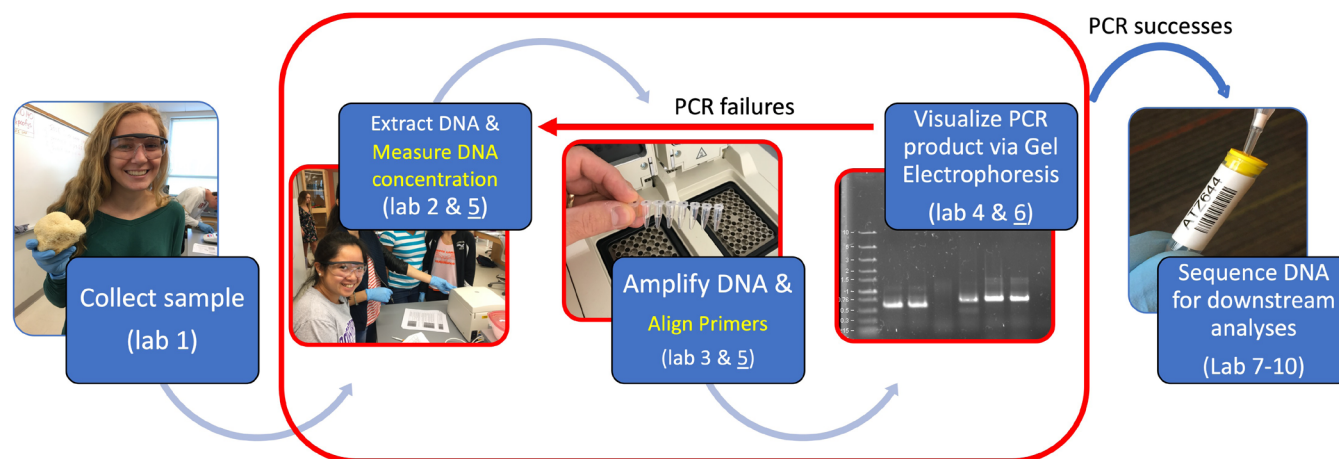 PCR successes
PCR failures
Collect sample
(lab 1)
Extract DNA &
Measure DNA
concentration
(lab 2 & 5)
Amplify DNA &
Align Primers
(lab 3 & 5)
Visualize PCR
product via Gel
Electrophoresis
(lab 4 & 6)
ATZ644
Sequence DNA
for downstream
analyses
(Lab 7-10)